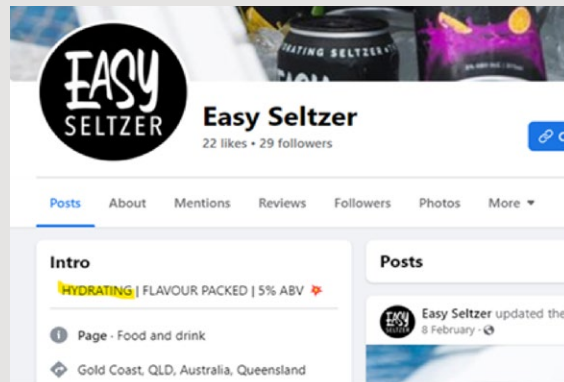 RATING SELTZER
EASY
SELTZER
Easy Seltzer
22 likes • 29 followers
Posts About Mentions Reviews Followers Photos More
Intro
HYDRATING | FLAVOUR PACKED | 5% ABV
Page · Food and drink
Gold Coast, QLD, Australia, Queensland
Posts
EASY
SELTZER
Easy Seltzer updated the
8 February ·